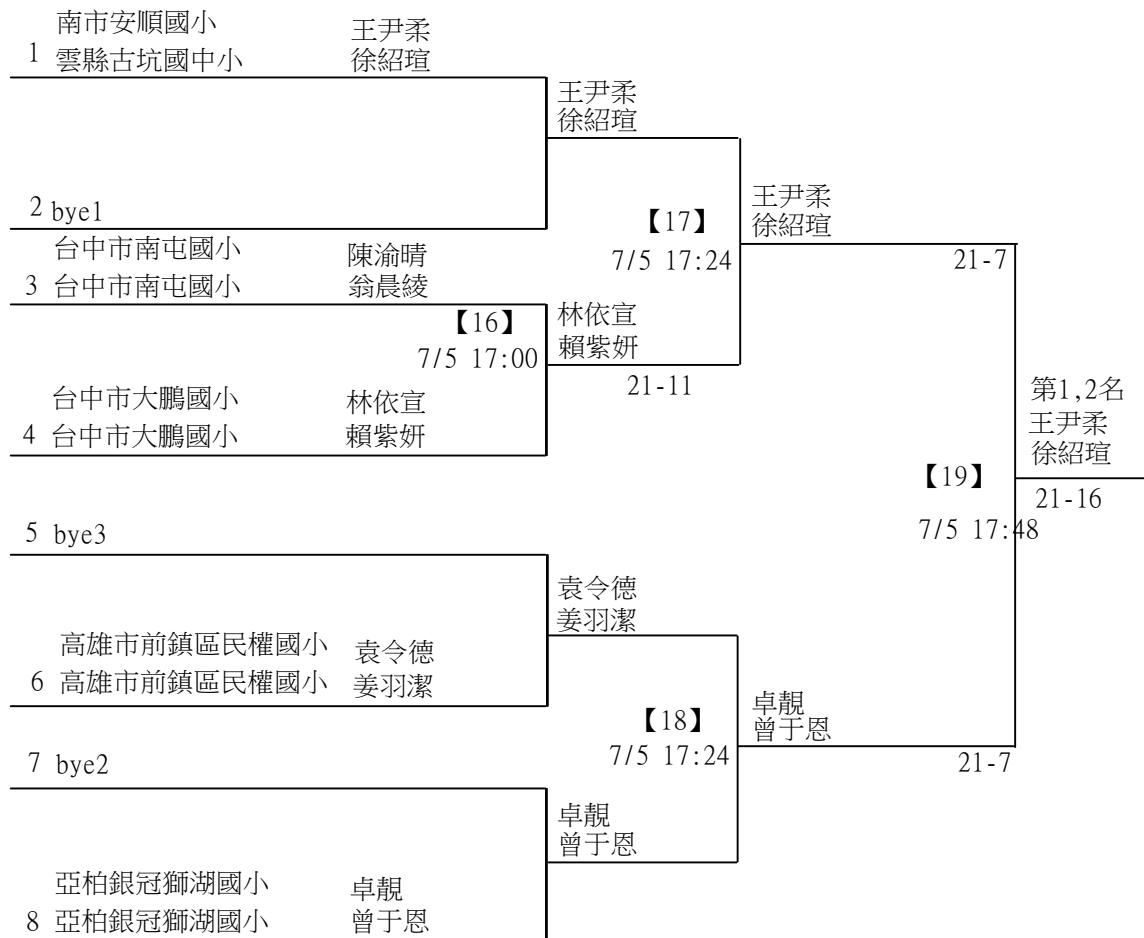 南市安順國小 王尹柔
1 雲縣古坑國中小 徐紹瑄
王尹柔
徐紹瑄
2 bye1
【17】
7/5 17:24
王尹柔
徐紹瑄
21-7
台中市南屯國小 陳渝晴
3 台中市南屯國小 翁晨綾
【16】
7/5 17:00
林依宣
賴紫妍
21-11
台中市大鵬國小 林依宣
4 台中市大鵬國小 賴紫妍
第1,2名
王尹柔
徐紹瑄
21-16
【19】
7/5 17:48
5 bye3
袁令德
姜羽潔
高雄市前鎮區民權國小 袁令德
6 高雄市前鎮區民權國小 姜羽潔
【18】
7/5 17:24
卓靚
曾于恩
21-7
7 bye2
卓靚
曾于恩
亞柏銀冠獅湖國小 卓靚
8 亞柏銀冠獅湖國小 曾于恩